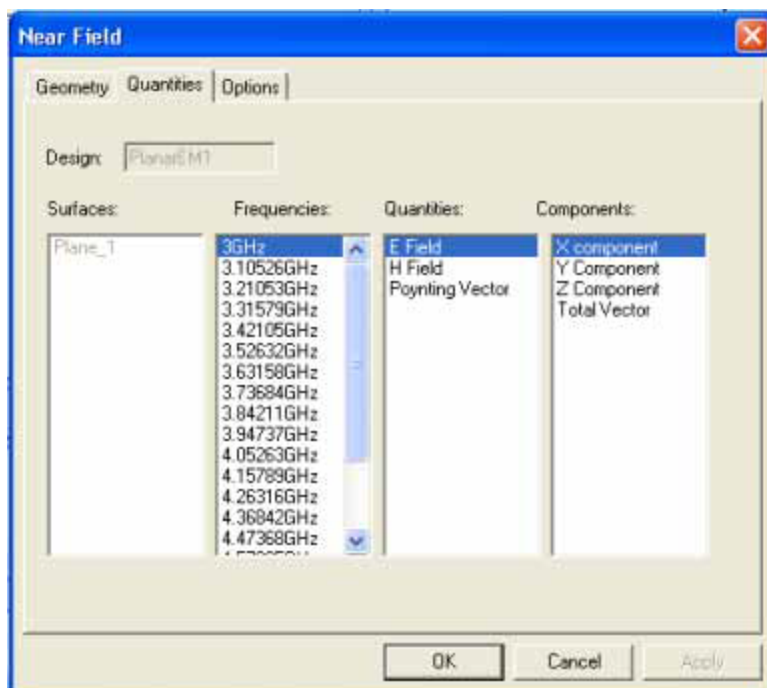 Near Field
Geometry Quantities Options
Design: PlanarEM1
Surfaces: Frequencies: Quantities: Components:
Plane_1
3GHz
3.10526GHz
3.21053GHz
3.31579GHz
3.42105GHz
3.52632GHz
3.63158GHz
3.73684GHz
3.84211GHz
3.94737GHz
4.05263GHz
4.15789GHz
4.26316GHz
4.36842GHz
4.47368GHz
E Field
H Field
Poynting Vector
X component
Y Component
Z Component
Total Vector
OK Cancel Apply